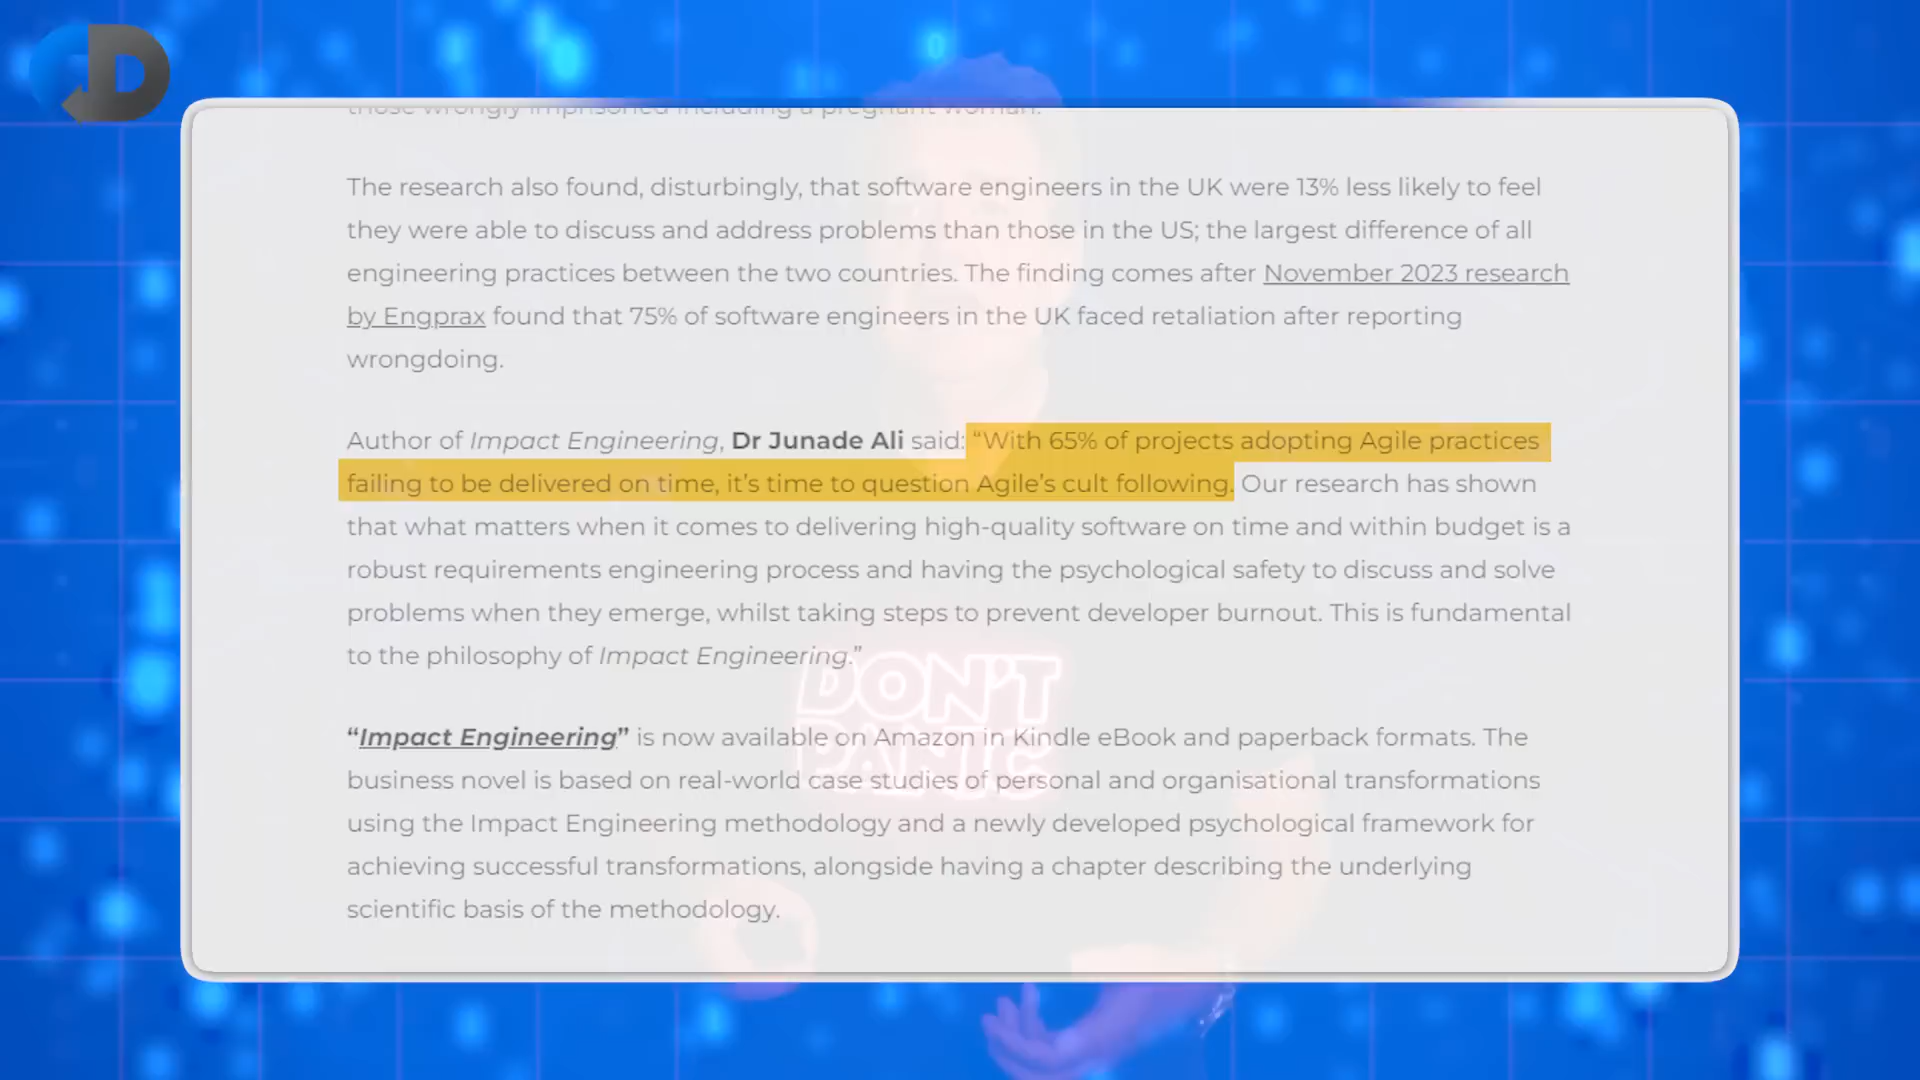 those wrongly imprisoned including a pregnant woman.
The research also found, disturbingly, that software engineers in the UK were 13% less likely to feel
they were able to discuss and address problems than those in the US; the largest difference of all
engineering practices between the two countries. The finding comes after November 2023 research
by Engprax found that 75% of software engineers in the UK faced retaliation after reporting
wrongdoing.
Author of Impact Engineering, Dr Junade Ali said: “With 65% of projects adopting Agile practices
failing to be delivered on time, it’s time to question Agile’s cult following. Our research has shown
that what matters when it comes to delivering high-quality software on time and within budget is a
robust requirements engineering process and having the psychological safety to discuss and solve
problems when they emerge, whilst taking steps to prevent developer burnout. This is fundamental
to the philosophy of Impact Engineering.”
DON'T
PANIC
“Impact Engineering” is now available on Amazon in Kindle eBook and paperback formats. The
business novel is based on real-world case studies of personal and organisational transformations
using the Impact Engineering methodology and a newly developed psychological framework for
achieving successful transformations, alongside having a chapter describing the underlying
scientific basis of the methodology.